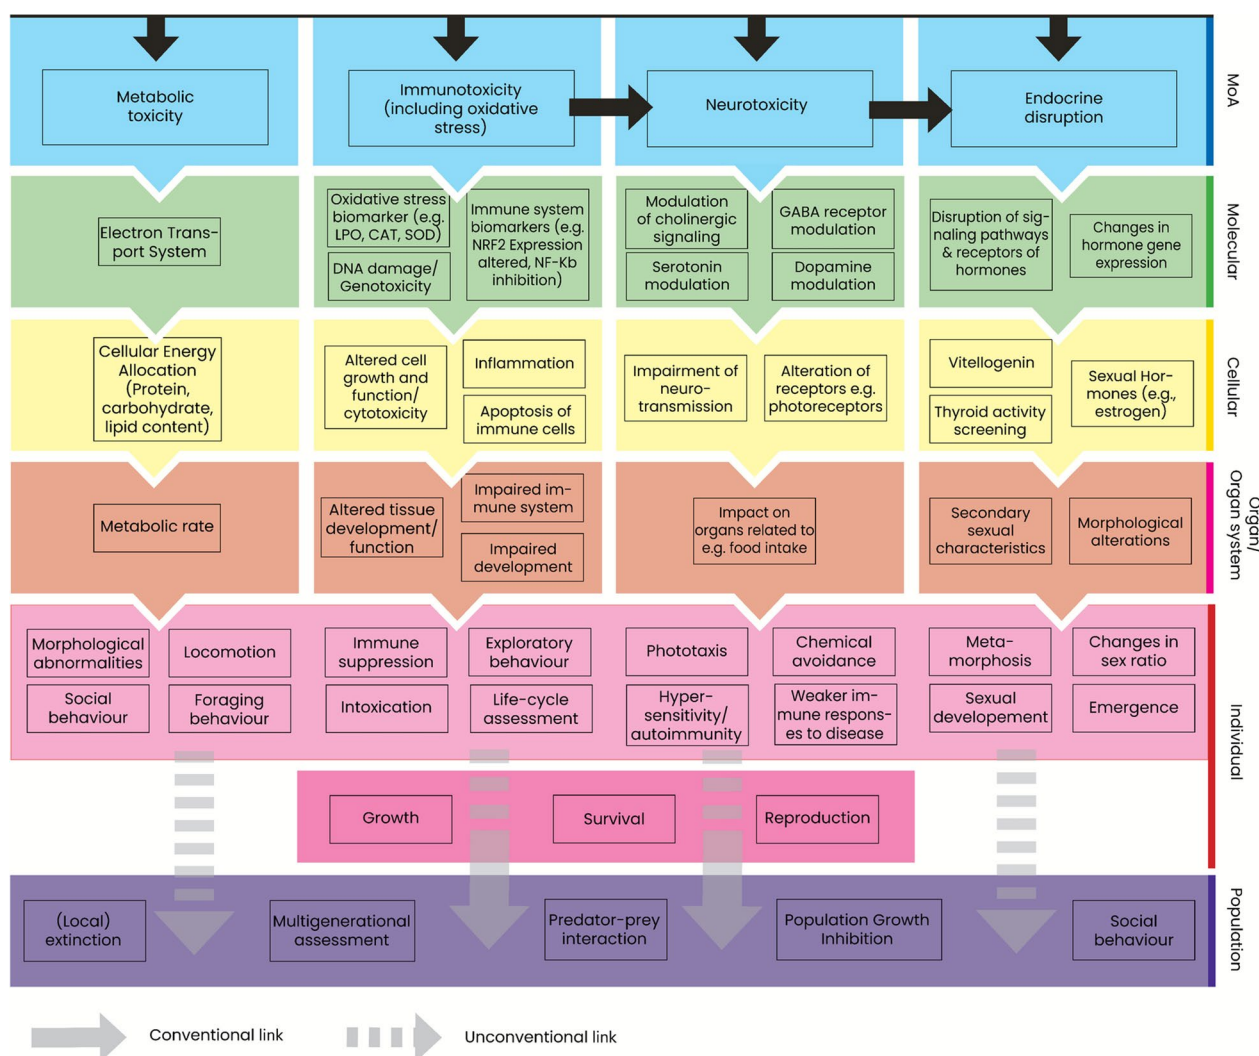 Metabolic
toxicity
Immunotoxicity
(including oxidative
stress)
Neurotoxicity
Endocrine
disruption
MoA
Electron Trans-
port System
Oxidative stress
biomarker (e.g.
LPO, CAT, SOD)
DNA damage/
Genotoxicity
Immune system
biomarkers (e.g.
NRF2 Expression
altered, NF-Kb
inhibition)
Modulation
of cholinergic
signaling
GABA receptor
modulation
Serotonin
modulation
Dopamine
modulation
Disruption of sig-
naling pathways
& receptors of
hormones
Changes in
hormone gene
expression
Molecular
Cellular Energy
Allocation
(Protein,
carbohydrate,
lipid content)
Altered cell
growth and
function/
cytotoxicity
Inflammation
Apoptosis of
immune cells
Impairment of
neuro-
transmission
Alteration of
receptors e.g.
photoreceptors
Vitellogenin
Thyroid activity
screening
Sexual Hor-
mones (e.g.,
estrogen)
Cellular
Metabolic rate
Altered tissue
development/
function
Impaired im-
mune system
Impaired
development
Impact on
organs related to
e.g. food intake
Secondary
sexual
characteristics
Morphological
alterations
Organ/
Organ system
Morphological
abnormalities
Locomotion
Social
behaviour
Foraging
behaviour
Immune
suppression
Exploratory
behaviour
Intoxication
Life-cycle
assessment
Phototaxis
Chemical
avoidance
Hyper-
sensitivity/
autoimmunity
Weaker im-
mune respons-
es to disease
Meta-
morphosis
Changes in
sex ratio
Sexual
developement
Emergence
Individual
Growth
Survival
Reproduction
(Local)
extinction
Multigenerational
assessment
Predator-prey
interaction
Population Growth
Inhibition
Social
behaviour
Population
Conventional link
Unconventional link